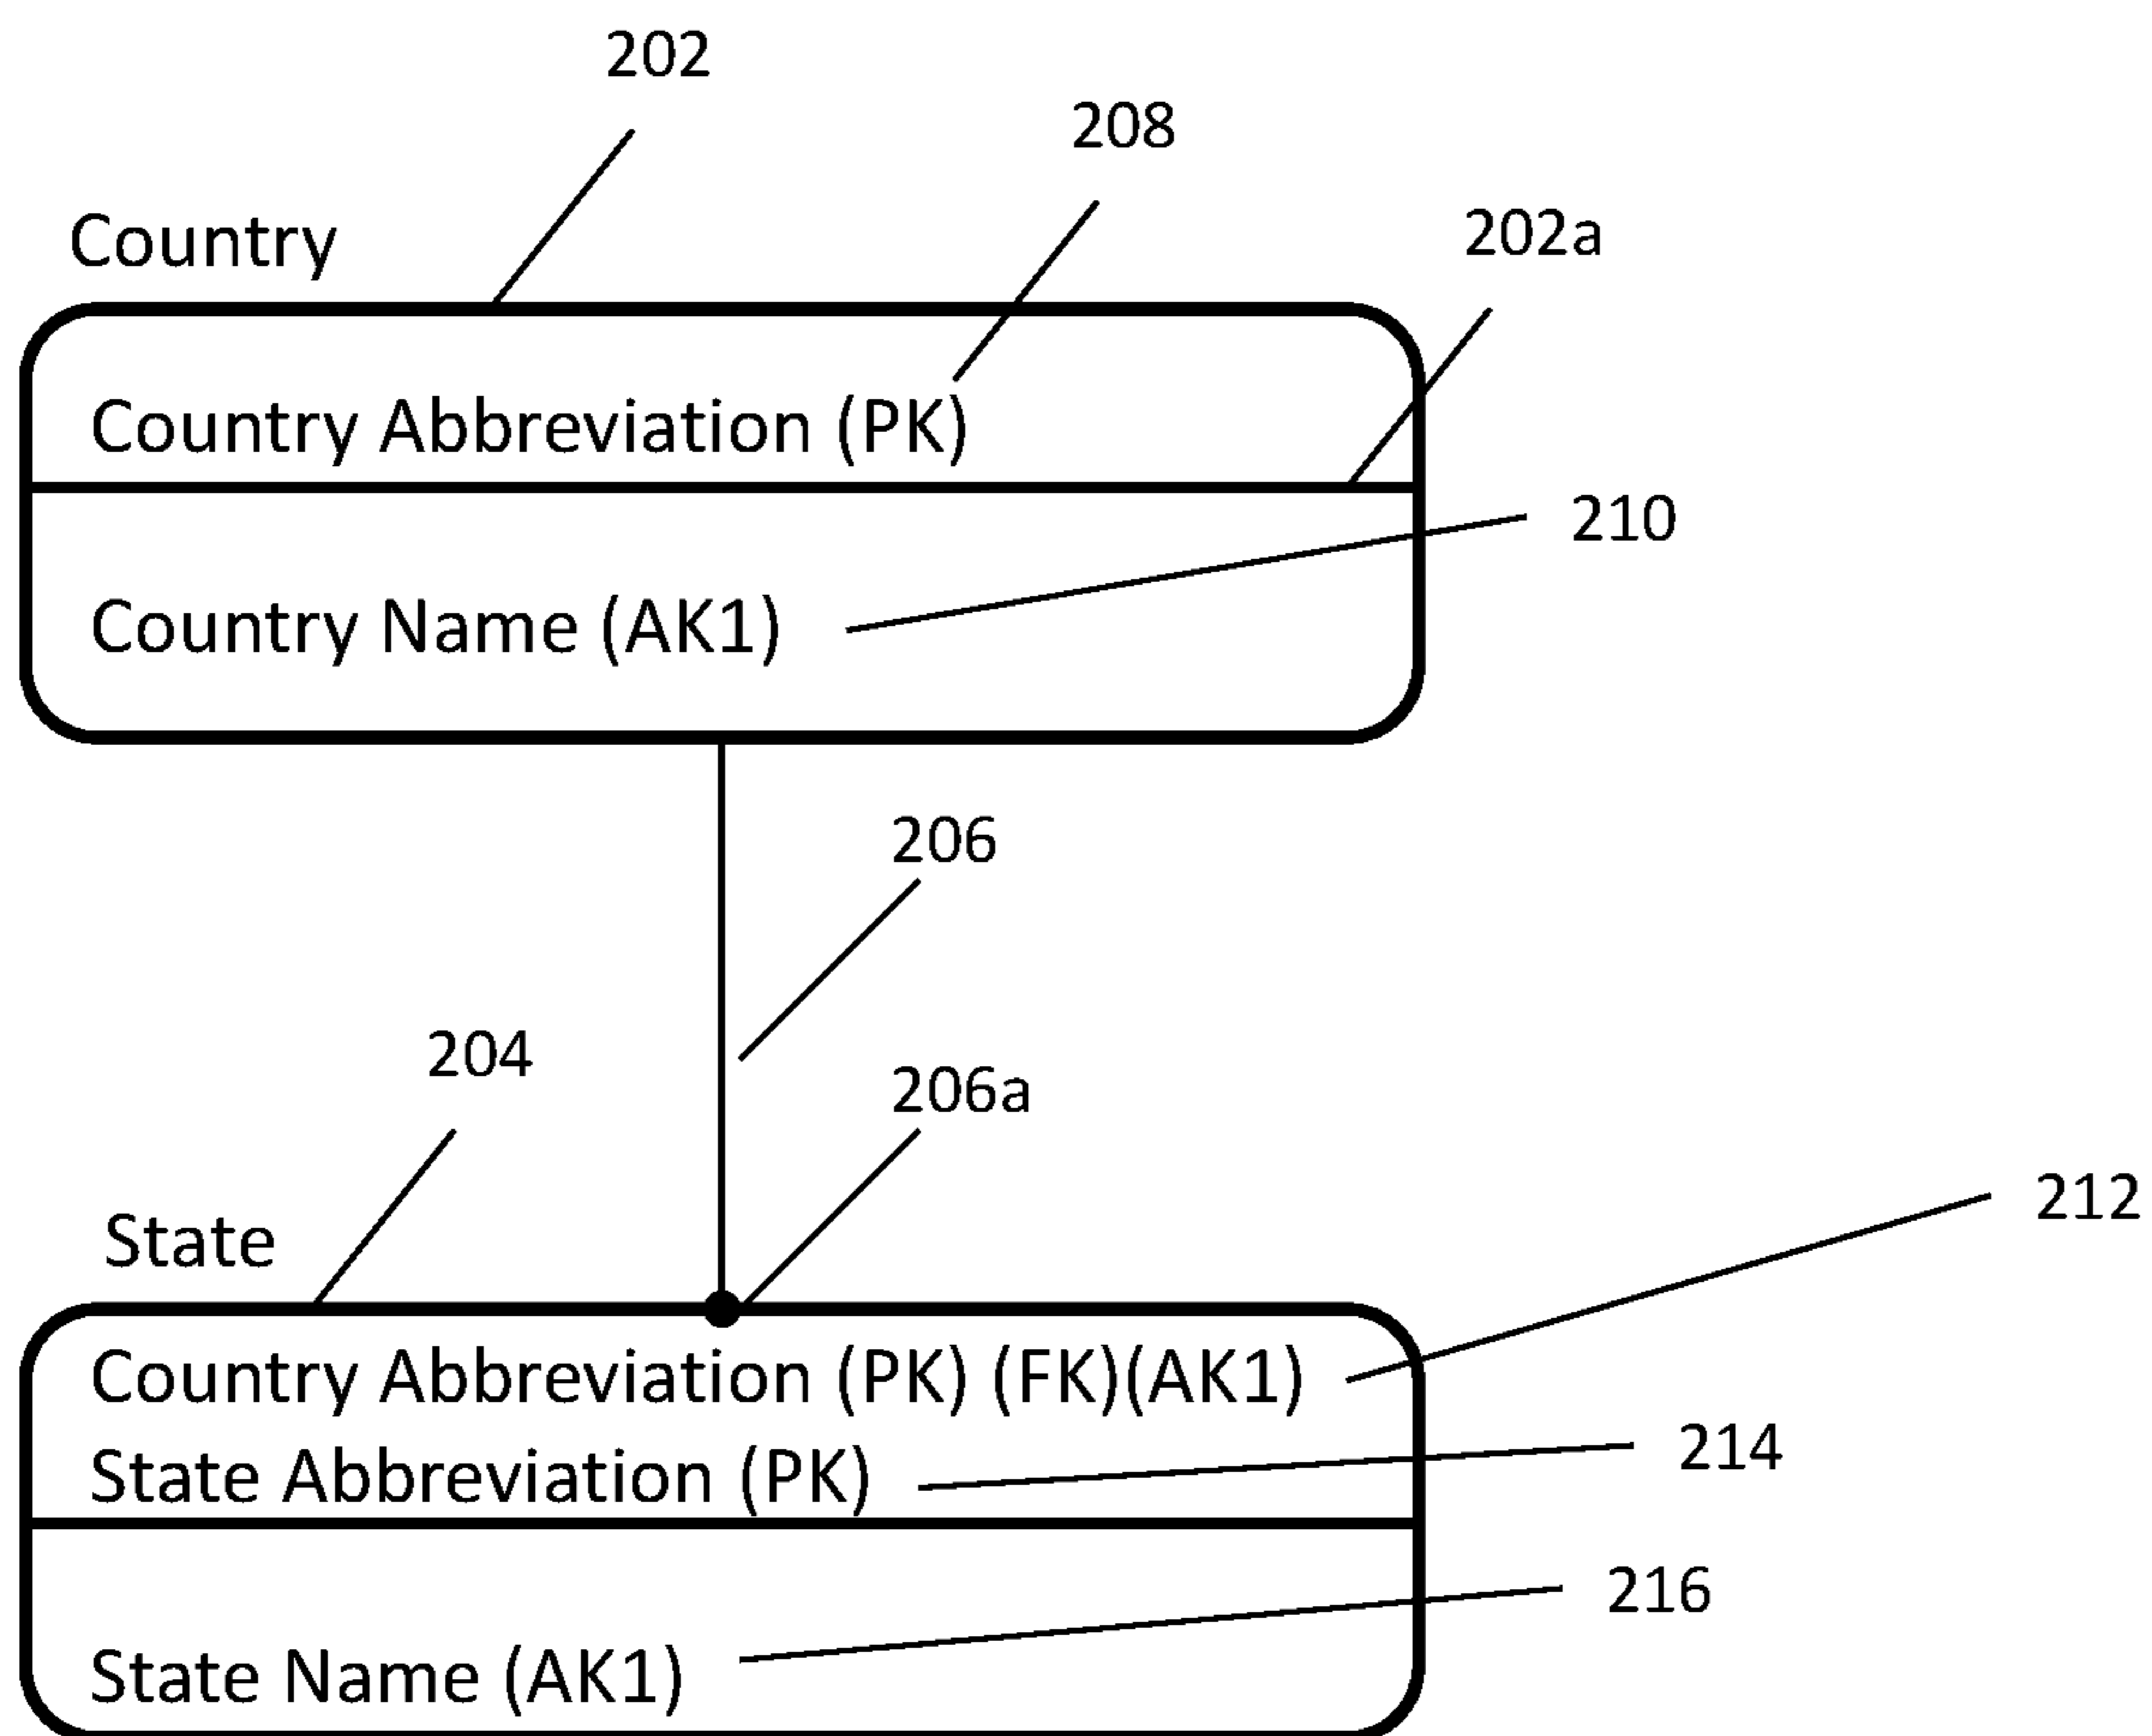 202
208
Country
202a
Country Abbreviation (PK)
210
Country Name (AK1)
206
204
206a
212
State
Country Abbreviation (PK) (FK)(AK1)
214
State Abbreviation (PK)
216
State Name (AK1)